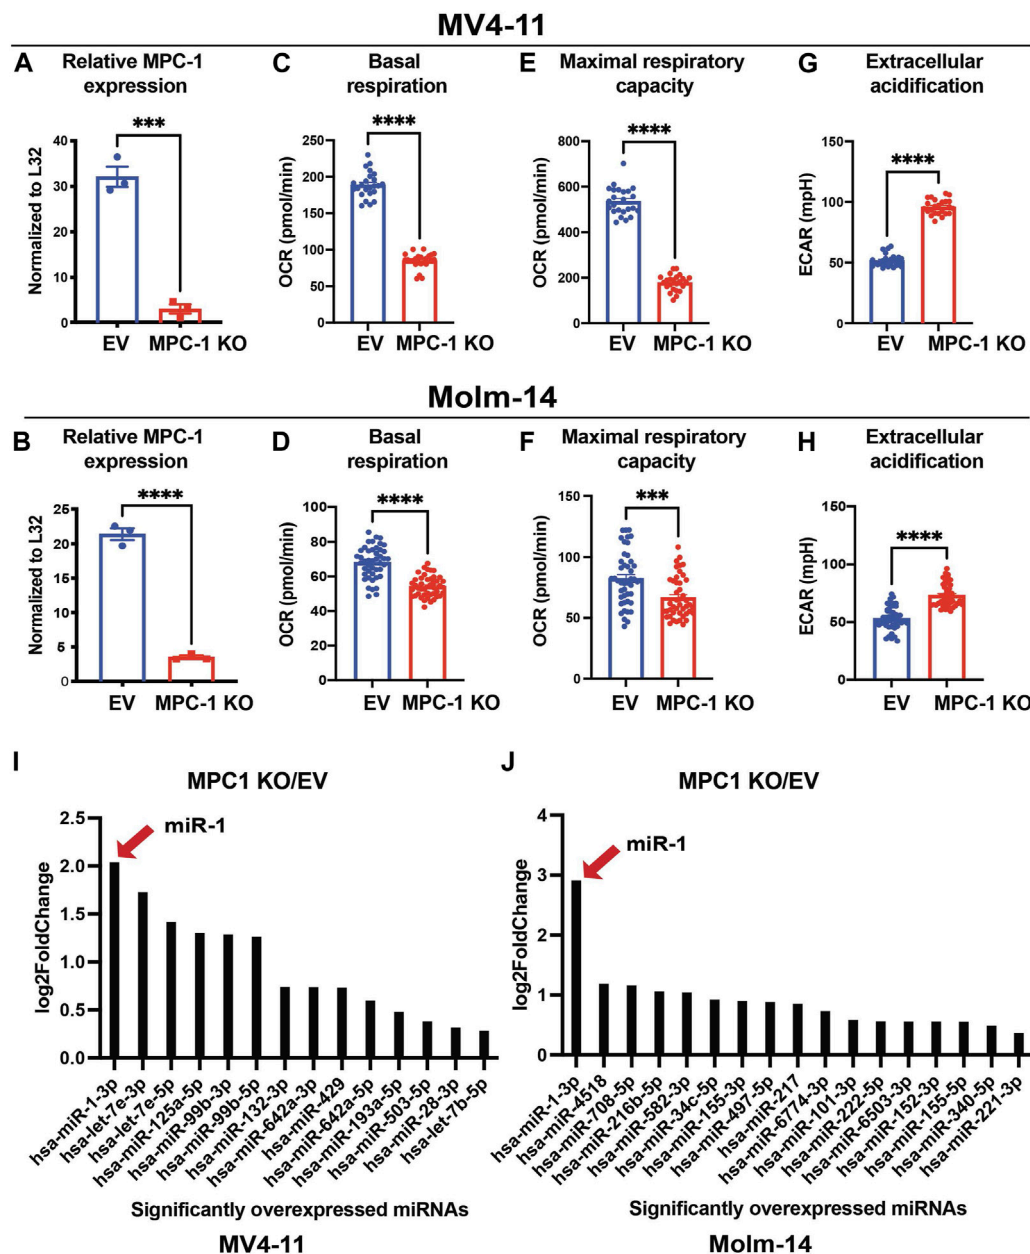 MV4-11
A
Relative MPC-1
expression
***
Normalized to L32
40
30
20
10
0
EV
MPC-1 KO
C
Basal
respiration
****
OCR (pmol/min)
250
200
150
100
50
0
EV
MPC-1 KO
E
Maximal respiratory
capacity
****
OCR (pmol/min)
800
600
400
200
0
EV
MPC-1 KO
G
Extracellular
acidification
****
ECAR (mpH)
150
100
50
0
EV
MPC-1 KO
Molm-14
B
Relative MPC-1
expression
****
Normalized to L32
25
20
15
10
5
0
EV
MPC-1 KO
D
Basal
respiration
****
OCR (pmol/min)
100
80
60
40
20
0
EV
MPC-1 KO
F
Maximal respiratory
capacity
***
OCR (pmol/min)
150
100
50
0
EV
MPC-1 KO
H
Extracellular
acidification
****
ECAR (mpH)
150
100
50
0
EV
MPC-1 KO
I
MPC1 KO/EV
miR-1
log2FoldChange
2.5
2.0
1.5
1.0
0.5
0.0
hsa-miR-1-3p
hsa-let-7e-3p
hsa-let-7e-5p
hsa-miR-125a-5p
hsa-miR-99b-3p
hsa-miR-99b-5p
hsa-miR-132-3p
hsa-miR-642a-3p
hsa-miR-429
hsa-miR-642a-5p
hsa-miR-193a-5p
hsa-miR-503-5p
hsa-miR-28-3p
hsa-let-7b-5p
Significantly overexpressed miRNAs
MV4-11
J
MPC1 KO/EV
miR-1
log2FoldChange
4
3
2
1
0
hsa-miR-1-3p
hsa-miR-4518
hsa-miR-708-5p
hsa-miR-216b-5p
hsa-miR-582-3p
hsa-miR-34c-5p
hsa-miR-155-3p
hsa-miR-497-5p
hsa-miR-217
hsa-miR-6774-3p
hsa-miR-101-3p
hsa-miR-222-5p
hsa-miR-6503-3p
hsa-miR-152-3p
hsa-miR-155-5p
hsa-miR-340-5p
hsa-miR-221-3p
Significantly overexpressed miRNAs
Molm-14